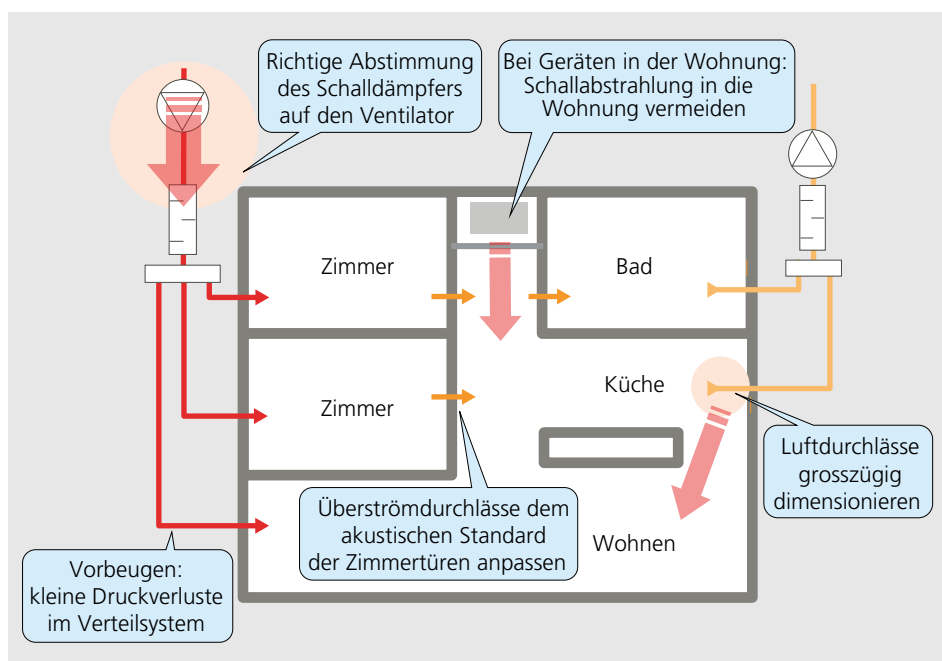 Richtige Abstimmung
des Schalldämpfers
auf den Ventilator
Bei Geräten in der Wohnung:
Schallabstrahlung in die
Wohnung vermeiden
Zimmer
Bad
Zimmer
Küche
Luftdurchlässe
grosszügig
dimensionieren
Überströmdurchlässe dem
akustischen Standard
der Zimmertüren anpassen
Wohnen
Vorbeugen:
kleine Druckverluste
im Verteilsystem